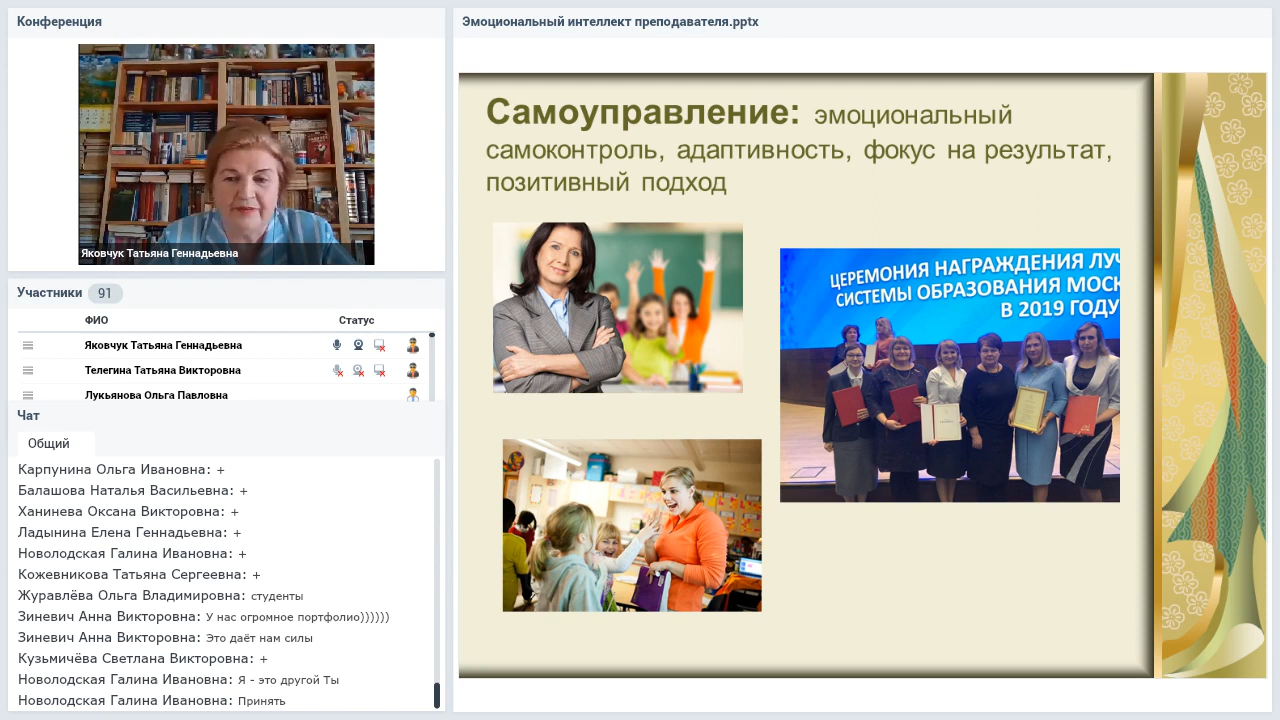 Конференция
Яковчук Татьяна Геннадьевна
Участники 91
ФИО Статус
Яковчук Татьяна Геннадьевна
Телегина Татьяна Викторовна
Лукьянова Ольга Павловна
Чат
Общий
Карпунина Ольга Ивановна: +
Балашова Наталья Васильевна: +
Ханинева Оксана Викторовна: +
Ладынина Елена Геннадьевна: +
Новолодская Галина Ивановна: +
Кожевникова Татьяна Сергеевна: +
Журавлёва Ольга Владимировна: студенты
Зиневич Анна Викторовна: У нас огромное портфолио))))))
Зиневич Анна Викторовна: Это даёт нам силы
Кузьмичёва Светлана Викторовна: +
Новолодская Галина Ивановна: Я - это другой Ты
Новолодская Галина Ивановна: Принять
Эмоциональный интеллект преподавателя.pptx
Самоуправление: эмоциональный
самоконтроль, адаптивность, фокус на результат,
позитивный подход
ЦЕРЕМОНИЯ НАГРАЖДЕНИЯ ЛУЧ
СИСТЕМЫ ОБРАЗОВАНИЯ МОСК
В 2019 ГОДУ